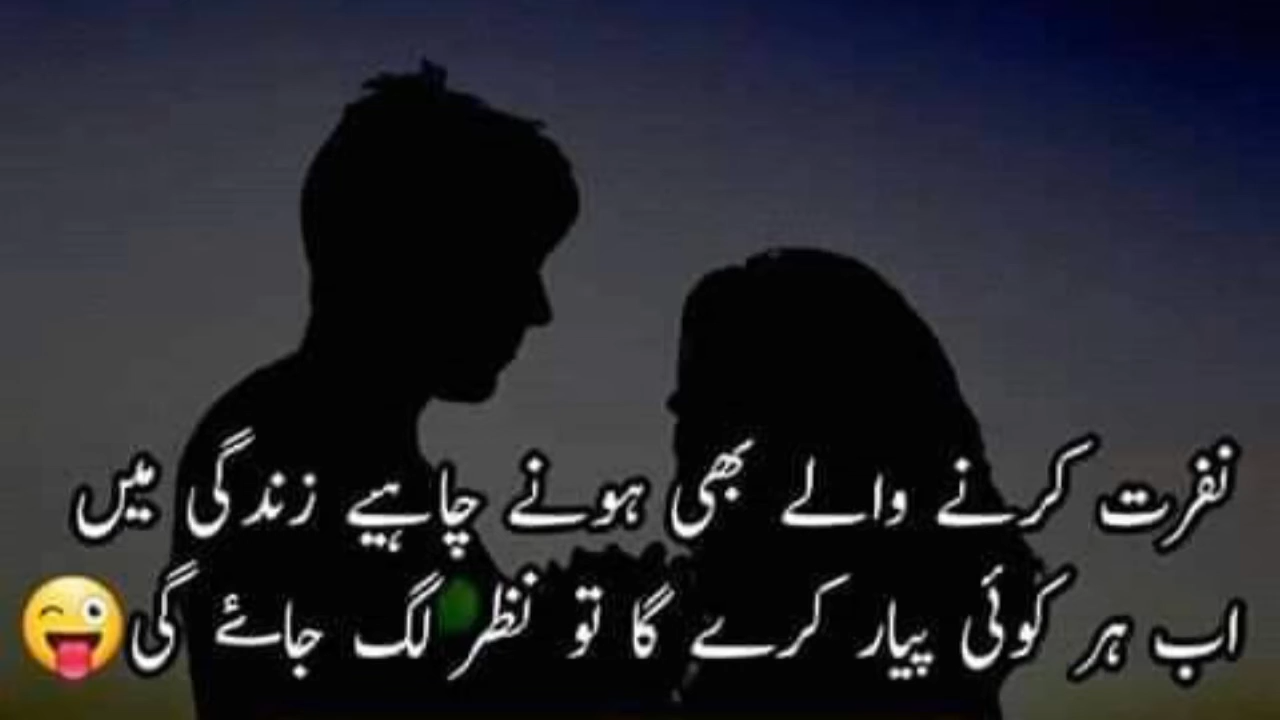 نفرت کرنے والے بھی ہونے چاہیے زندگی میں
اب ہر کوئی پیار کرے گا تو نظر لگ جائے گی😜